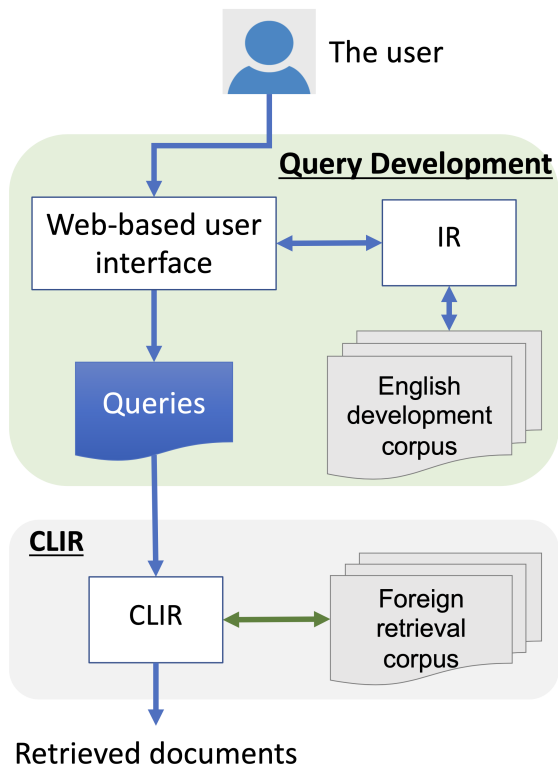 The user
Query Development
Web-based user
interface
IR
Queries
English
development
corpus
CLIR
CLIR
Foreign
retrieval
corpus
Retrieved documents